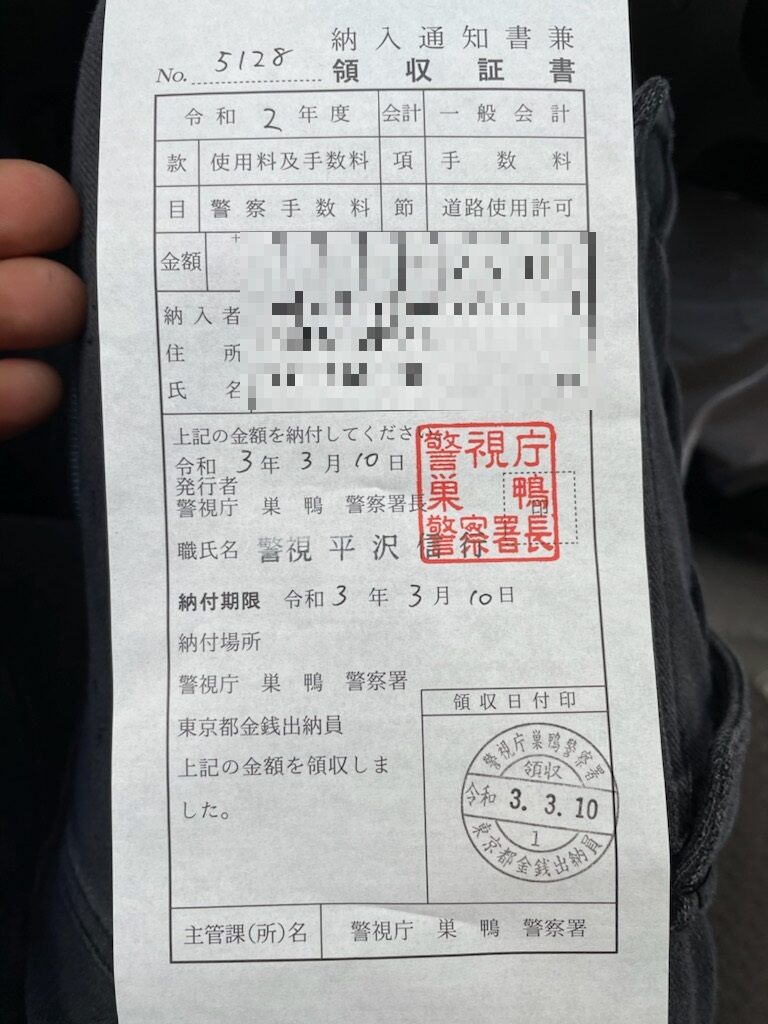 納入通知書兼
No. 5128 領収証書
令和 2 年度 会計 一般会計
款 使用料及手数料 項 手数料
目 警察手数料 節 道路使用許可
金額
納入者
住所
氏名
上記の金額を納付してください
令和 3年 3月 10日
発行者
警視庁 巣鴨 警察署長 印
警視庁
巣鴨
警察署長
職氏名 警視 平沢信行
納付期限 令和3年3月10日
納付場所
警視庁 巣鴨 警察署
領収日付印
東京都金銭出納員
上記の金額を領収しま
した。
警視庁巣鴨警察署
領収
令和 3. 3. 10
1
東京都金銭出納員
主管課(所)名 警視庁 巣鴨 警察署